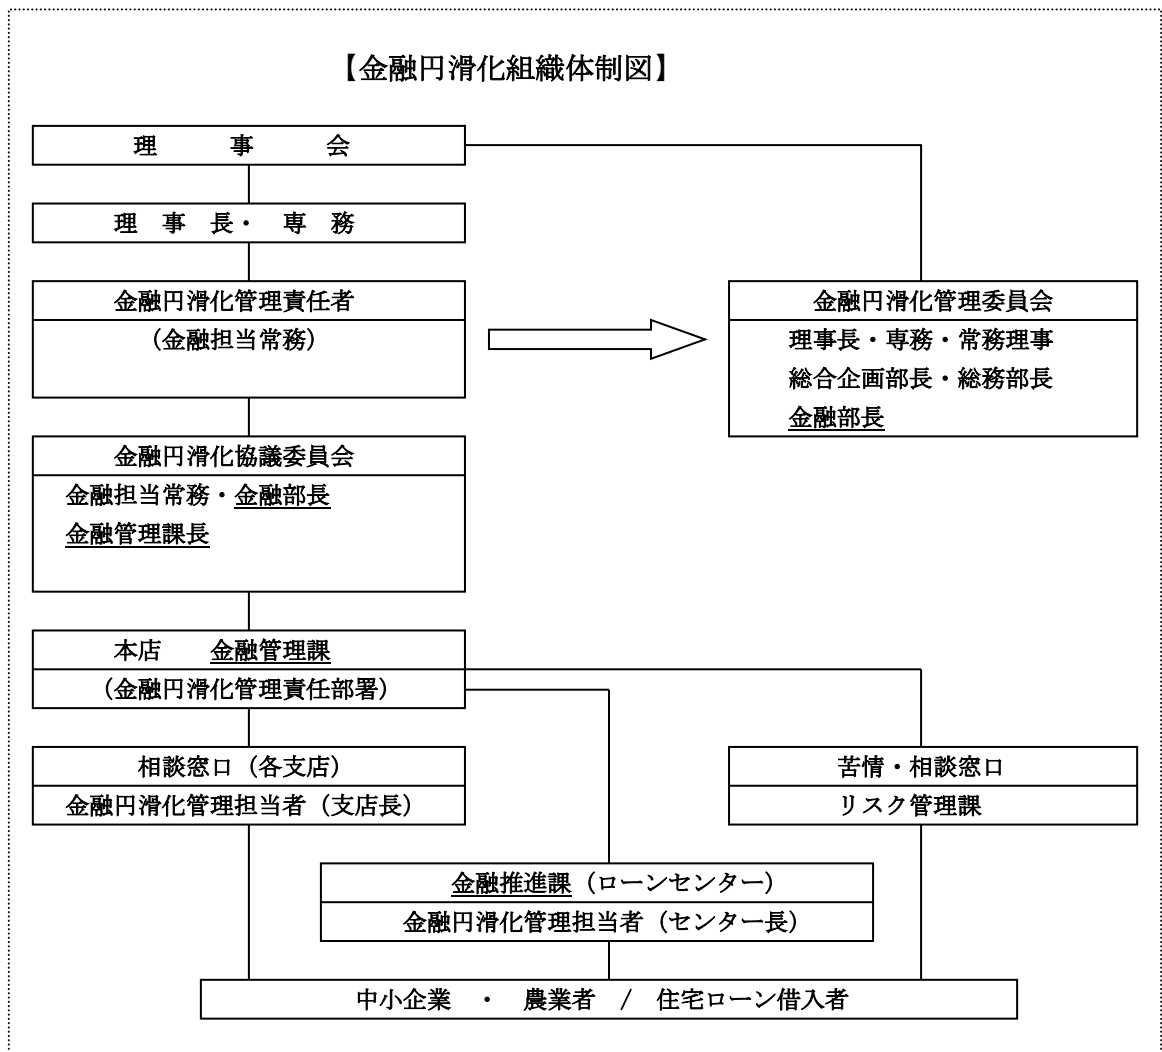 【金融円滑化組織体制図】
理　事　会
理　事　長・　専　務
金融円滑化管理責任者
（金融担当常務）
金融円滑化管理委員会
理事長・専務・常務理事
総合企画部長・総務部長
金融部長
金融円滑化協議委員会
金融担当常務・金融部長
金融管理課長
本店　金融管理課
（金融円滑化管理責任部署）
相談窓口（各支店）
金融円滑化管理担当者（支店長）
苦情・相談窓口
リスク管理課
金融推進課（ローンセンター）
金融円滑化管理担当者（センター長）
中小企業　・　農業者　/　住宅ローン借入者